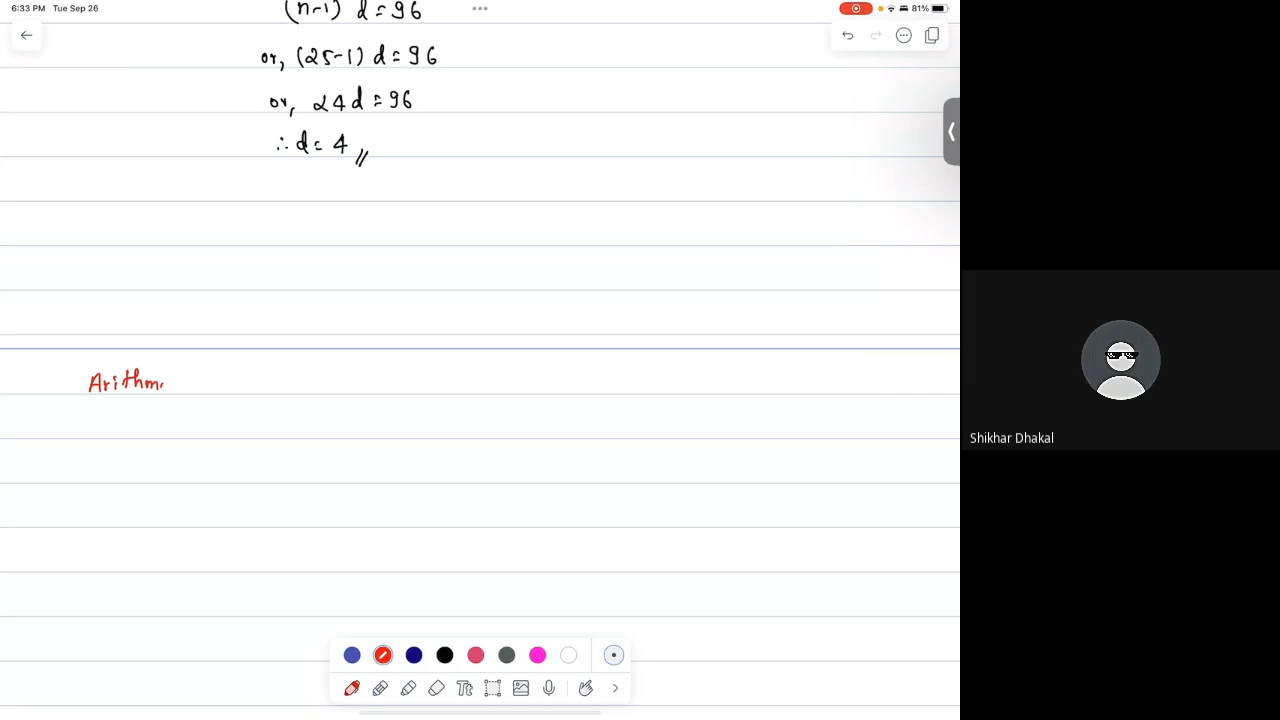 6:33 PM Tue Sep 26
81%
(n-1) d = 96
or, (25-1) d = 96
or, 24d = 96
∴ d = 4 //
Arithm
Tt
Shikhar Dhakal